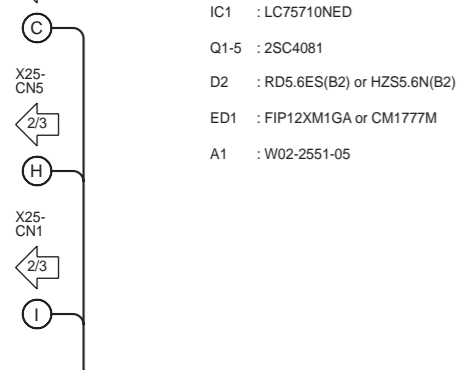 C
X25-
CN5
2/3
H
X25-
CN1
2/3
I
IC1 : LC75710NED
Q1-5 : 2SC4081
D2 : RD5.6ES(B2) or HZS5.6N(B2)
ED1 : FIP12XM1GA or CM1777M
A1 : W02-2551-05